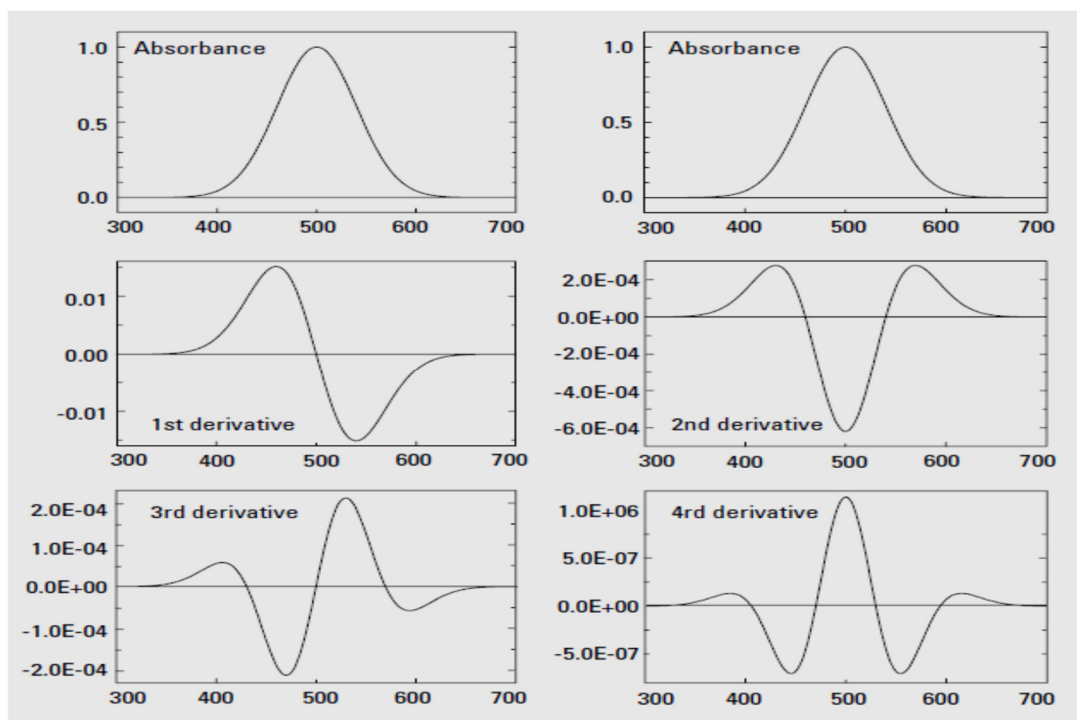 1.0 Absorbance
0.5
0.0
300 400 500 600 700
1.0 Absorbance
0.5
0.0
300 400 500 600 700
0.01
0.00
-0.01
1st derivative
300 400 500 600 700
2.0E-04
0.0E+00
-2.0E-04
-4.0E-04
-6.0E-04 2nd derivative
300 400 500 600 700
2.0E-04 3rd derivative
1.0E-04
0.0E+00
-1.0E-04
-2.0E-04
300 400 500 600 700
1.0E+06 4rd derivative
5.0E-07
0.0E+00
-5.0E-07
300 400 500 600 700